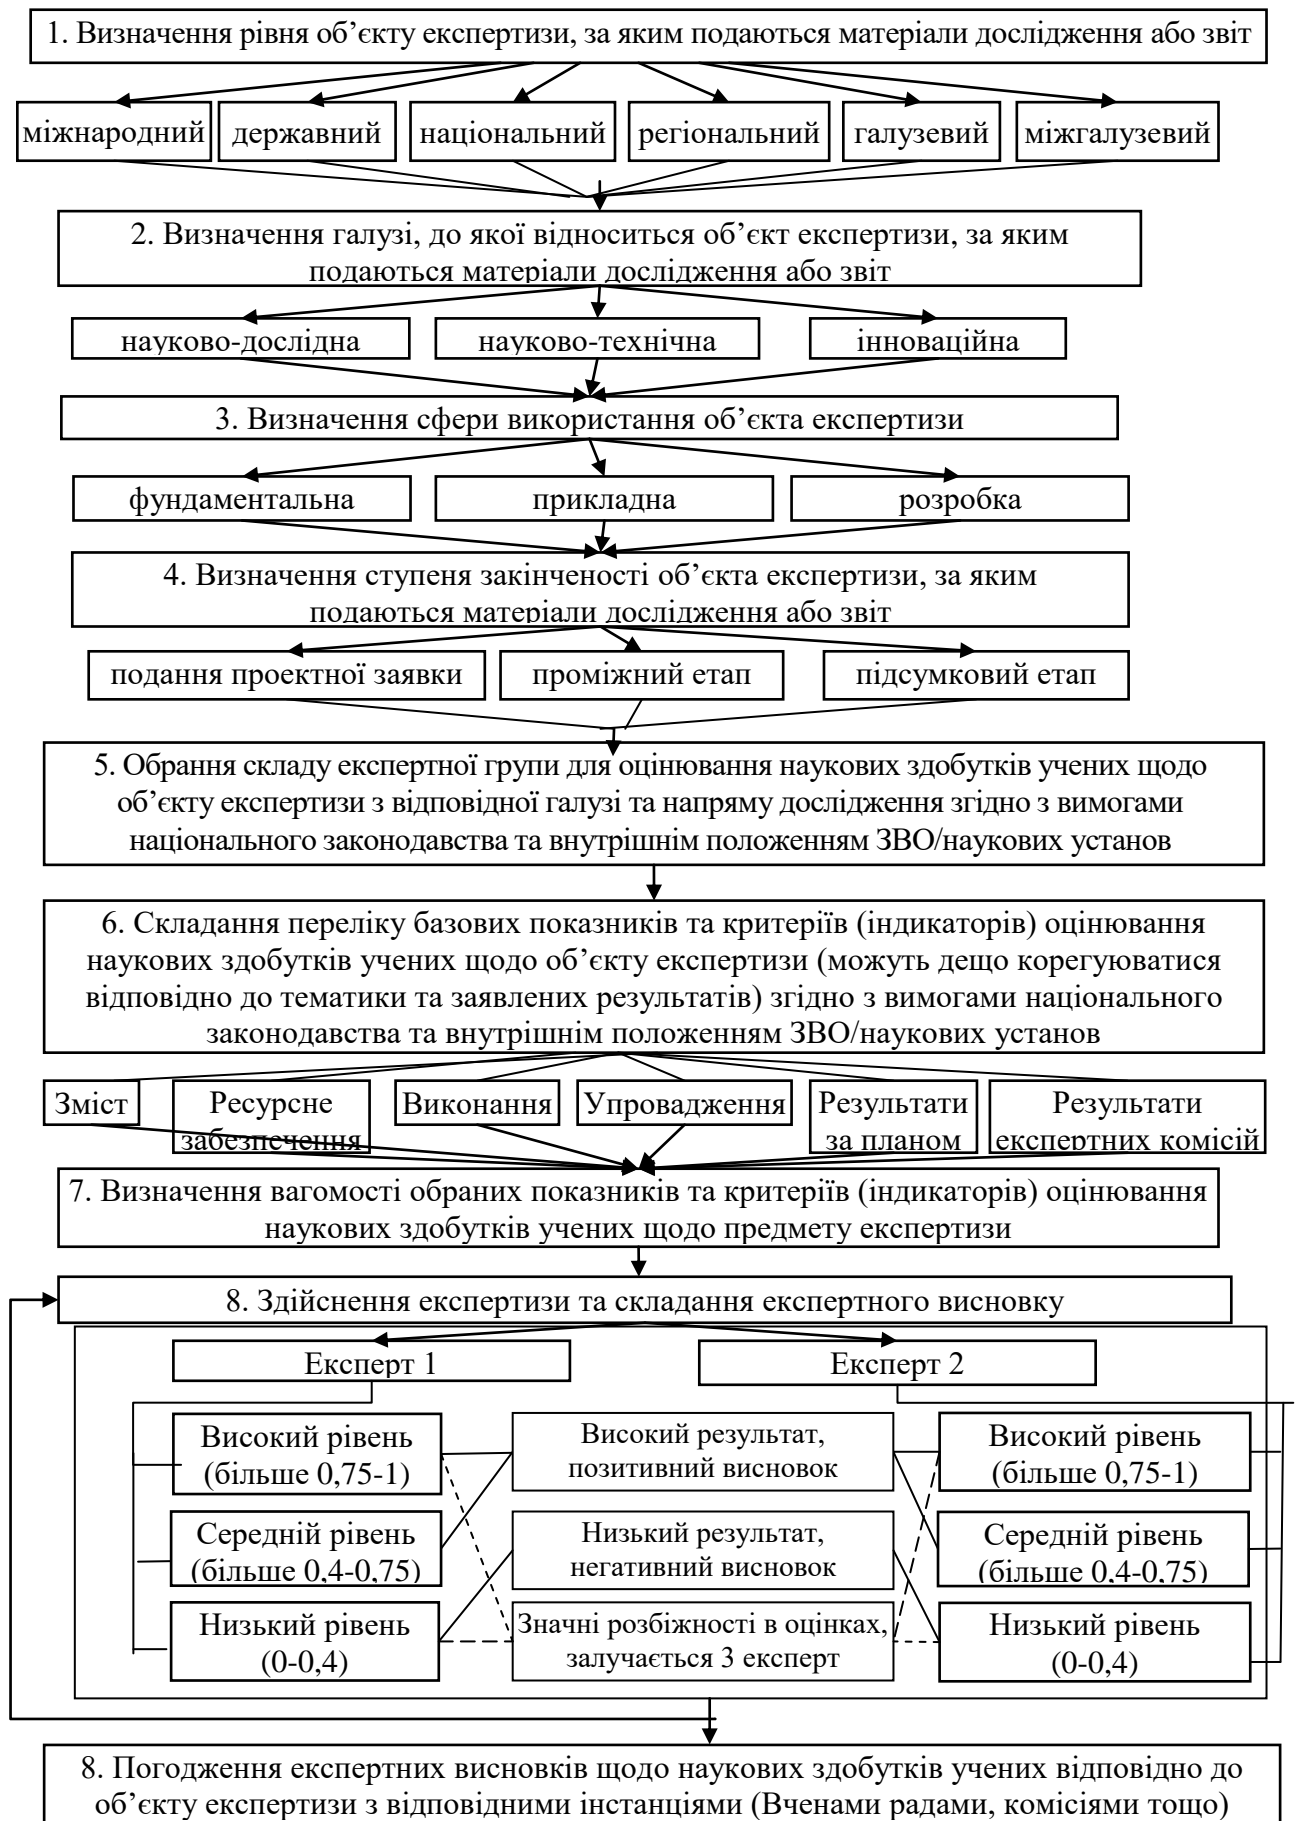 1. Визначення рівня об’єкту експертизи, за яким подаються матеріали дослідження або звіт
міжнародний
державний
національний
регіональний
галузевий
міжгалузевий
2. Визначення галузі, до якої відноситься об’єкт експертизи, за яким
подаються матеріали дослідження або звіт
науково-дослідна
науково-технічна
інноваційна
3. Визначення сфери використання об’єкта експертизи
фундаментальна
прикладна
розробка
4. Визначення ступеня закінченості об’єкта експертизи, за яким
подаються матеріали дослідження або звіт
подання проектної заявки
проміжний етап
підсумковий етап
5. Обрання складу експертної групи для оцінювання наукових здобутків учених щодо
об’єкту експертизи з відповідної галузі та напряму дослідження згідно з вимогами
національного законодавства та внутрішнім положенням ЗВО/наукових установ
6. Складання переліку базових показників та критеріїв (індикаторів) оцінювання
наукових здобутків учених щодо об’єкту експертизи (можуть дещо корегуюватися
відповідно до тематики та заявлених результатів) згідно з вимогами національного
законодавства та внутрішнім положенням ЗВО/наукових установ
Зміст
Ресурсне
забезпечення
Виконання
Упровадження
Результати
за планом
Результати
експертних комісій
7. Визначення вагомості обраних показників та критеріїв (індикаторів) оцінювання
наукових здобутків учених щодо предмету експертизи
8. Здійснення експертизи та складання експертного висновку
Експерт 1
Експерт 2
Високий рівень
(більше 0,75-1)
Високий результат,
позитивний висновок
Високий рівень
(більше 0,75-1)
Середній рівень
(більше 0,4-0,75)
Низький результат,
негативний висновок
Середній рівень
(більше 0,4-0,75)
Низький рівень
(0-0,4)
Значні розбіжності в оцінках,
залучається 3 експерт
Низький рівень
(0-0,4)
8. Погодження експертних висновків щодо наукових здобутків учених відповідно до
об’єкту експертизи з відповідними інстанціями (Вченами радами, комісіями тощо)